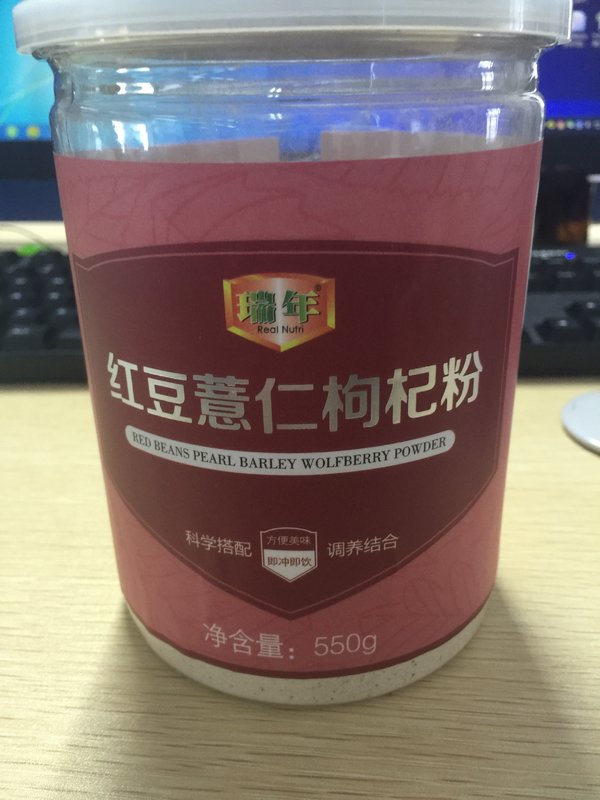 瑞年®
Real Nutri
红豆薏仁枸杞粉
RED BEANS PEARL BARLEY WOLFBERRY POWDER
科学搭配
方便美味
即冲即饮
调养结合
净含量：550g